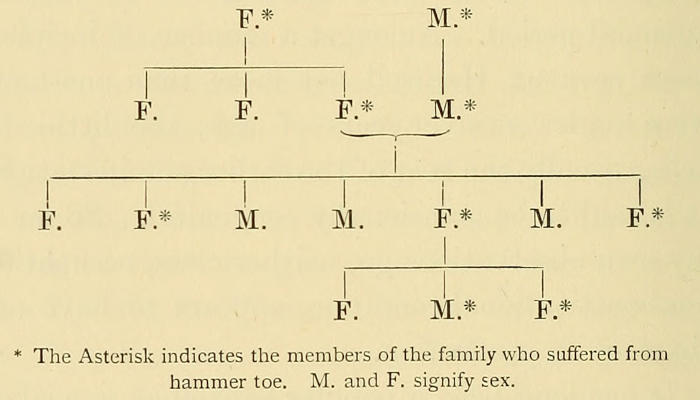 F.* M.*
F. F. F.* M.*
F. F.* M. M. F.* M. F.*
F. M.* F.*
* The Asterisk indicates the members of the family who suffered from
hammer toe. M. and F. signify sex.